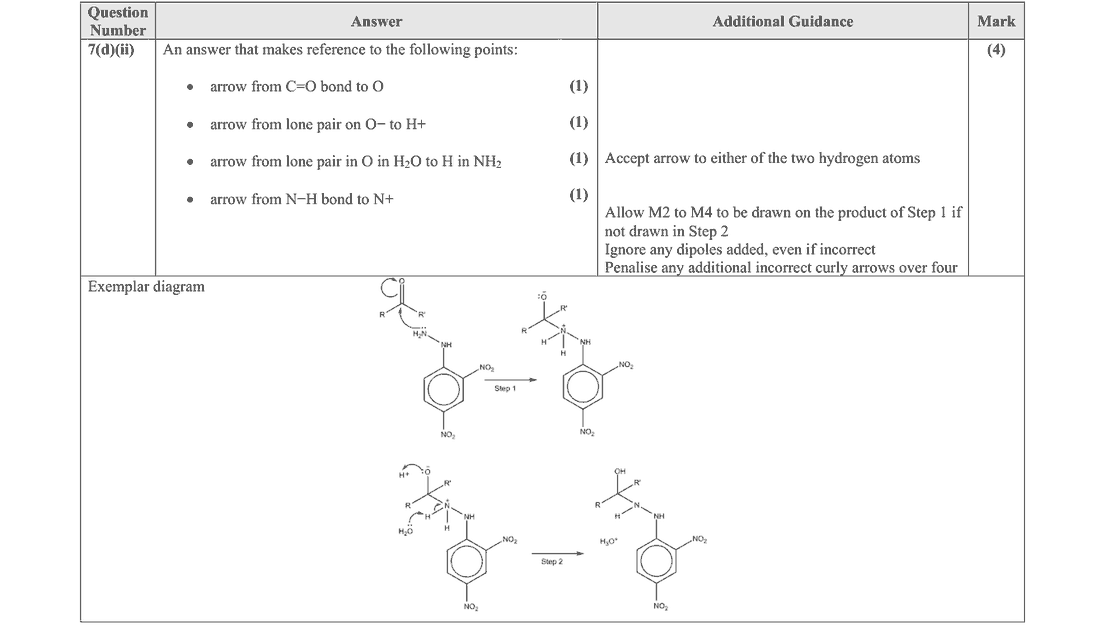 Question Number Answer Additional Guidance Mark
7(d)(ii) An answer that makes reference to the following points: (4)
• arrow from C=O bond to O (1)
• arrow from lone pair on O− to H+ (1)
• arrow from lone pair in O in H₂O to H in NH₂ (1) Accept arrow to either of the two hydrogen atoms
• arrow from N−H bond to N+ (1)
Allow M2 to M4 to be drawn on the product of Step 1 if
not drawn in Step 2
Ignore any dipoles added, even if incorrect
Penalise any additional incorrect curly arrows over four
Exemplar diagram
O :Ō
R R' R R'
H₂N̈ H N⁺
NH H NH
NO₂ NO₂
Step 1
NO₂ NO₂
H⁺ :Ō OH
R R' R R'
H N⁺ H N
H₂Ö H NH NH
NO₂ H₃O⁺ NO₂
Step 2
NO₂ NO₂